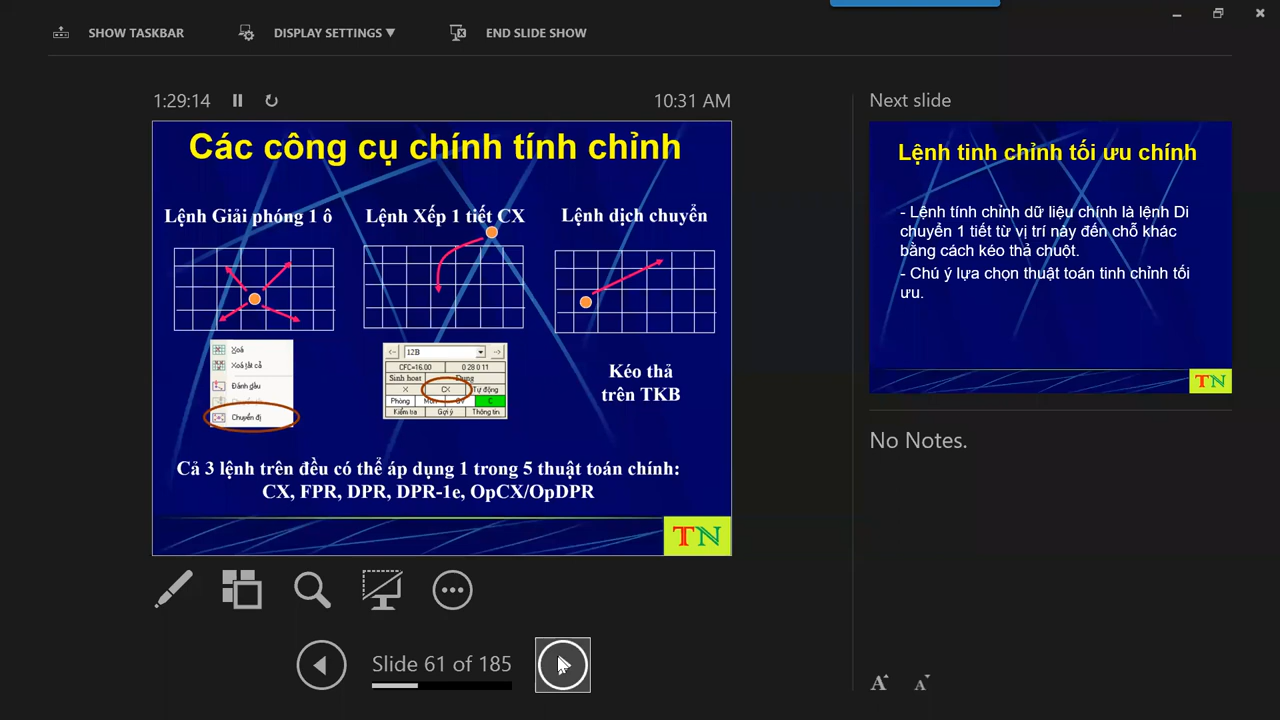 SHOW TASKBAR
DISPLAY SETTINGS ▼
END SLIDE SHOW
1:29:14
10:31 AM
Các công cụ chính tính chỉnh
Lệnh Giải phóng 1 ô
Lệnh Xếp 1 tiết CX
Lệnh dịch chuyển
Xoá
Xoá tất cả
Đánh dấu
Chuyển đị
12B
CFC=16.00
0 28 0 11
Sinh hoat
Dung
X
CX
Tự động
Phòng
GV
C
Kiểm tra
Gợi ý
Thông tin
Kéo thả
trên TKB
Cả 3 lệnh trên đều có thể áp dụng 1 trong 5 thuật toán chính:
CX, FPR, DPR, DPR-1e, OpCX/OpDPR
TN
Slide 61 of 185
Next slide
Lệnh tinh chỉnh tối ưu chính
- Lệnh tính chỉnh dữ liệu chính là lệnh Di
chuyển 1 tiết từ vị trí này đến chỗ khác
bằng cách kéo thả chuột.
- Chú ý lựa chọn thuật toán tinh chỉnh tối
ưu.
TN
No Notes.
A A